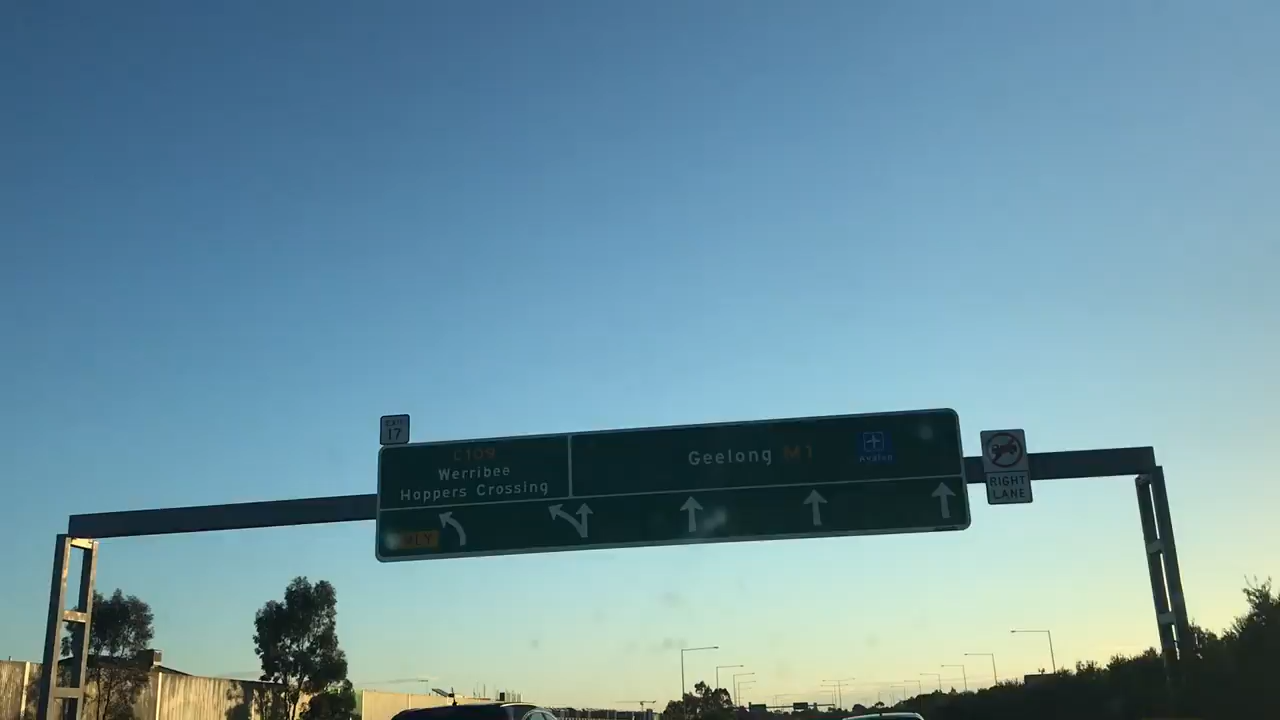 EXIT
17
C109
Werribee
Hoppers Crossing
Geelong M1
Avalon
RIGHT
LANE